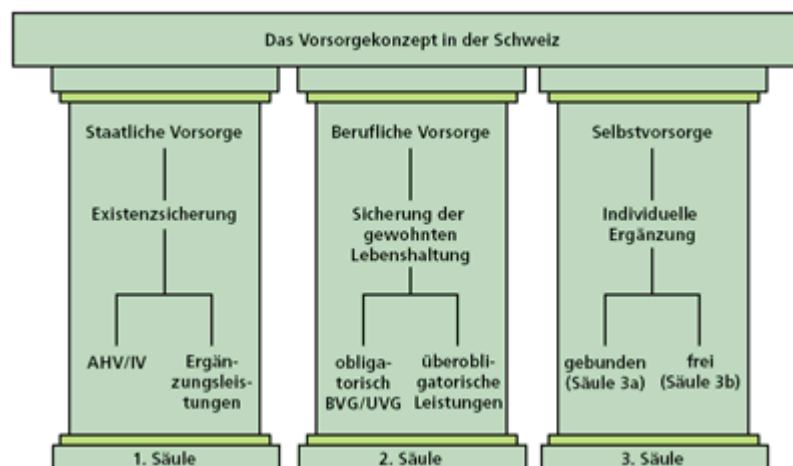 Das Vorsorgekonzept in der Schweiz
Staatliche Vorsorge
Existenzsicherung
AHV/IV
Ergän-
zungsleis-
tungen
1. Säule
Berufliche Vorsorge
Sicherung der
gewohnten
Lebenshaltung
obliga-
torisch
BVG/UVG
überobli-
gatorische
Leistungen
2. Säule
Selbstvorsorge
Individuelle
Ergänzung
gebunden
(Säule 3a)
frei
(Säule 3b)
3. Säule